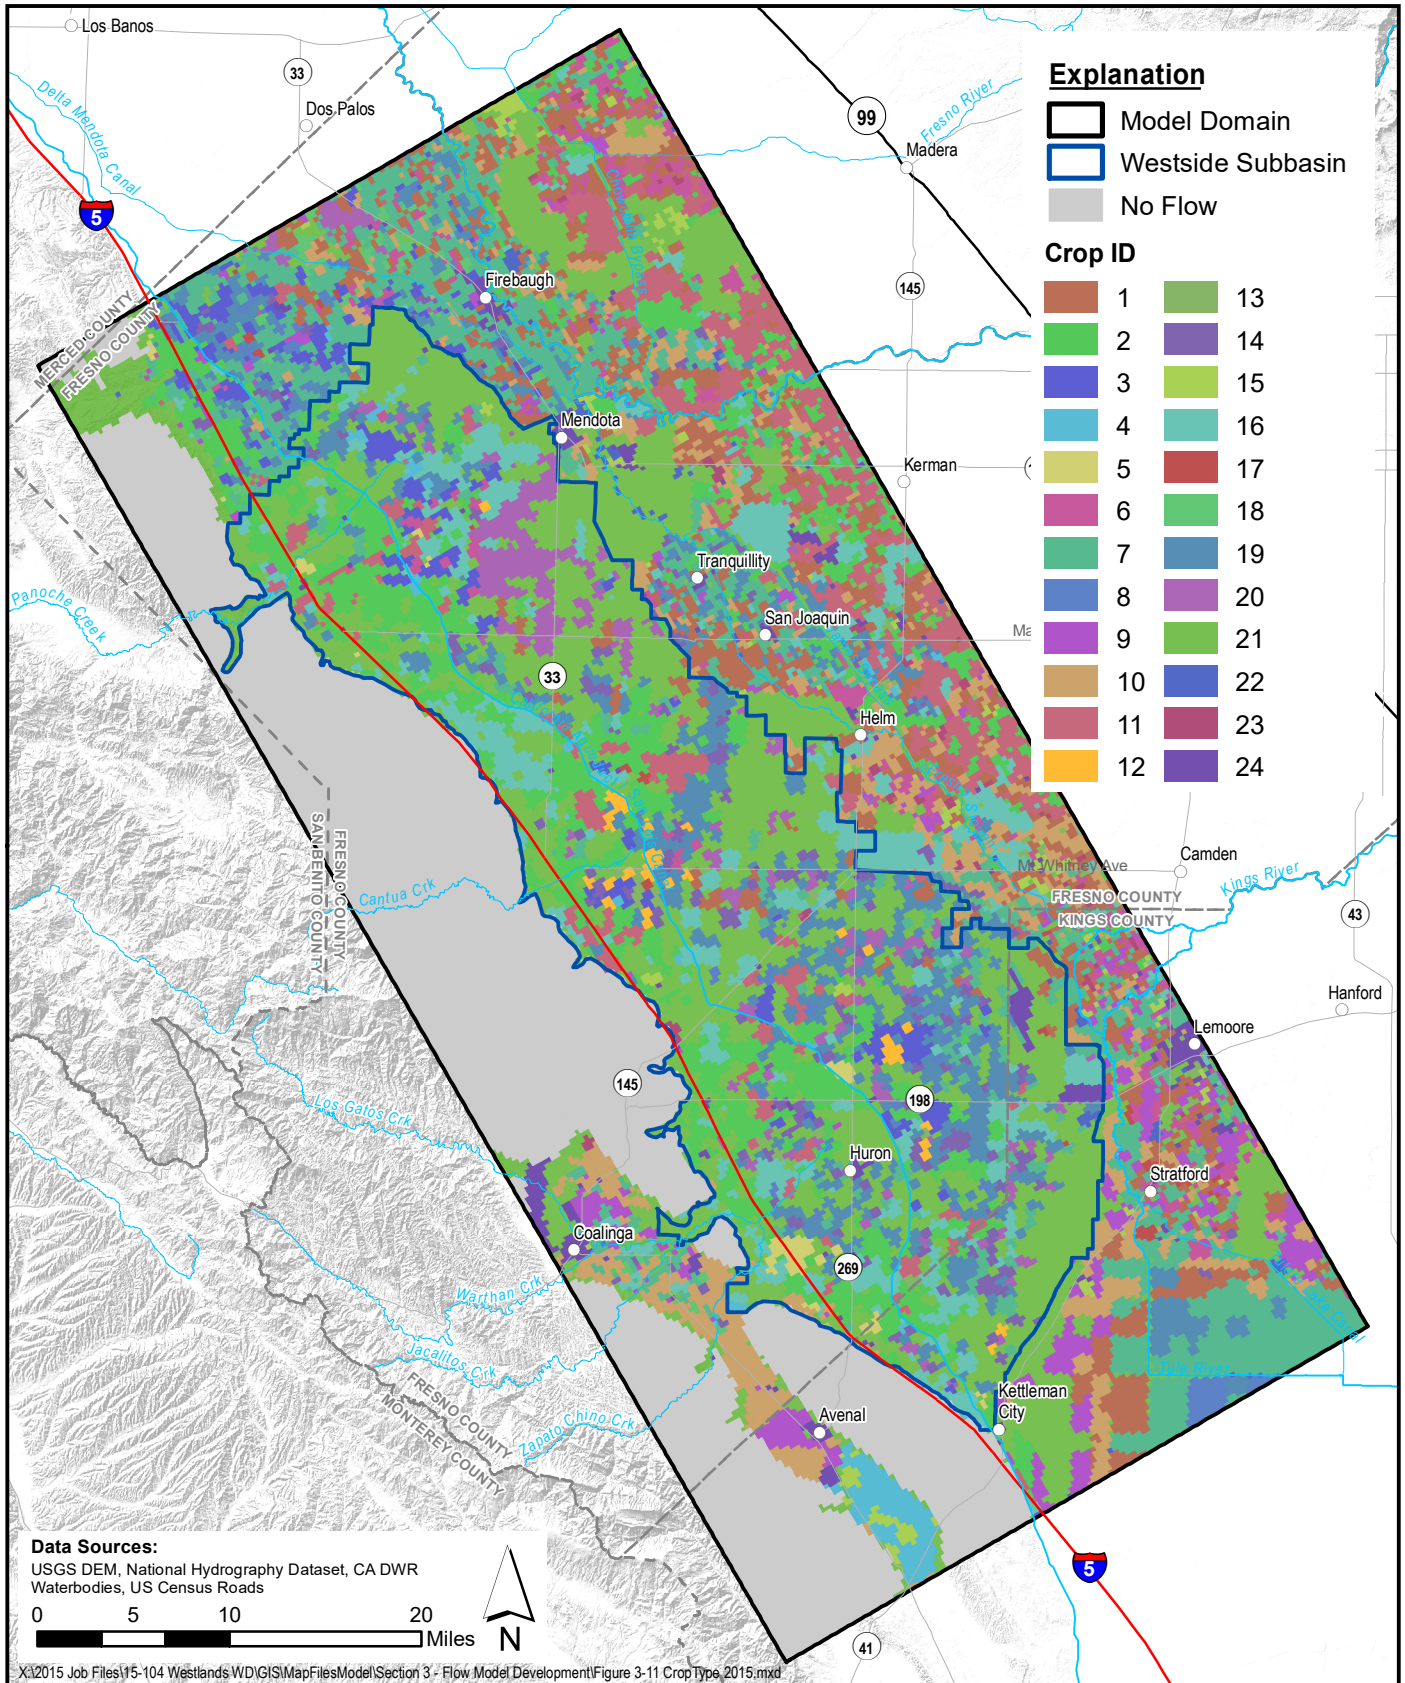 Los Banos
33
Dos Palos
Delta Mendota Canal
99
Fresno River
Madera
5
Explanation
Model Domain
Westside Subbasin
No Flow
Crop ID
1
13
2
14
3
15
4
16
5
17
6
18
7
19
8
20
9
21
10
22
11
23
12
24
Firebaugh
145
MERCED COUNTY
FRESNO COUNTY
Mendota
Kerman
Tranquillity
San Joaquin
Ma
Panoche Creek
33
Helm
SAN BENITO COUNTY
FRESNO COUNTY
Cantua Crk
Mt Whitney Ave
Camden
Kings River
FRESNO COUNTY
KINGS COUNTY
43
Hanford
Lemoore
145
Los Gatos Crk
198
Huron
Stratford
Coalinga
269
Warthan Crk
Jacalitos Crk
Tule River
FRESNO COUNTY
MONTEREY COUNTY
Zapato Chino Crk
Avenal
Kettleman
City
5
41
Data Sources:
USGS DEM, National Hydrography Dataset, CA DWR
Waterbodies, US Census Roads
0 5 10 20
Miles
N
X:\2015 Job Files\15-104 Westlands WD\GIS\MapFilesModel\Section 3 - Flow Model Development\Figure 3-11 CropType 2015.mxd